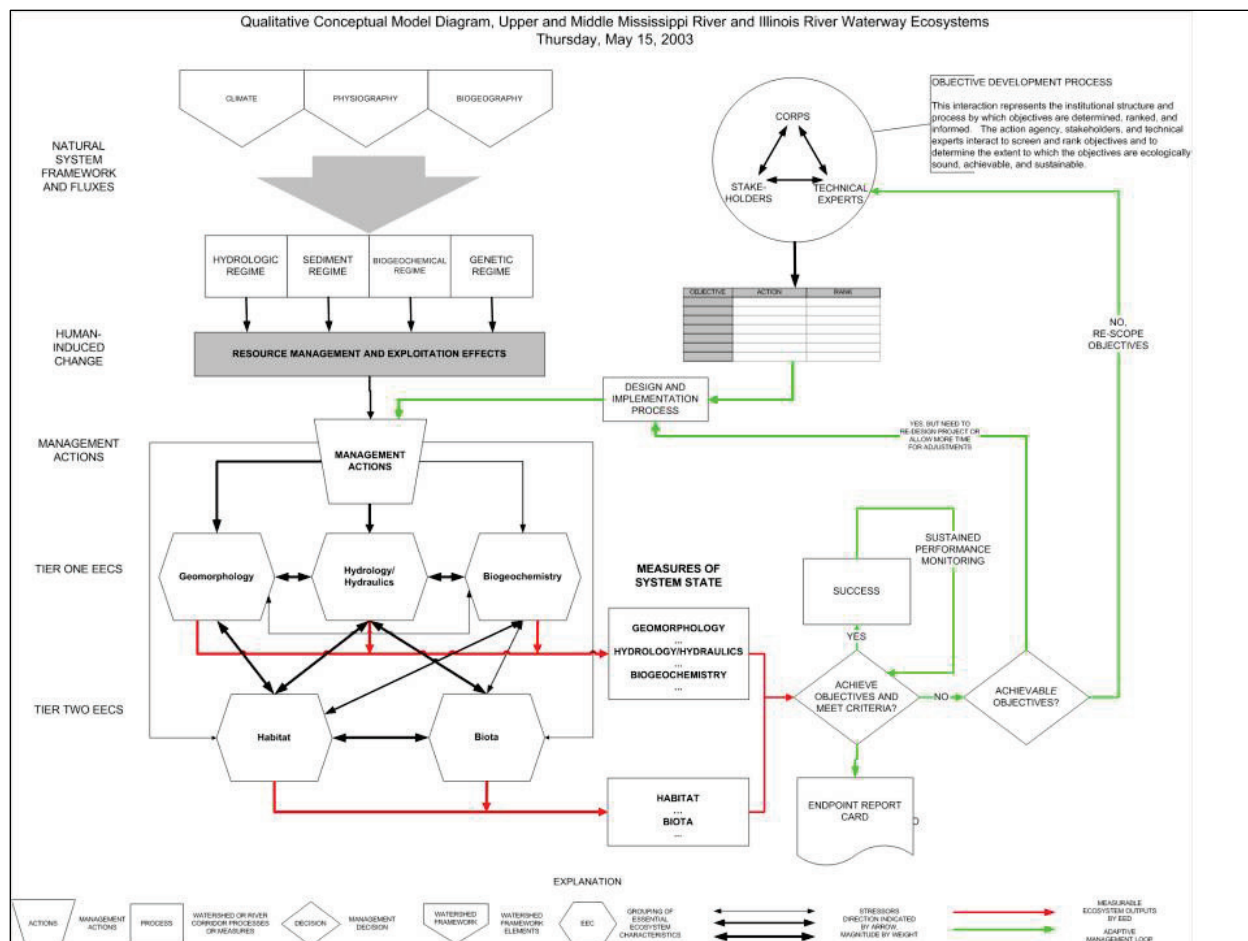 Qualitative Conceptual Model Diagram, Upper and Middle Mississippi River and Illinois River Waterway Ecosystems
Thursday, May 15, 2003
CLIMATE
PHYSIOGRAPHY
BIOGEOGRAPHY
NATURAL
SYSTEM
FRAMEWORK
AND FLUXES
OBJECTIVE DEVELOPMENT PROCESS
This interaction represents the institutional structure and
process by which objectives are determined, ranked, and
informed. The action agency, stakeholders, and technical
experts interact to screen and rank objectives and to
determine the extent to which the objectives are ecologically
sound, achievable, and sustainable.
CORPS
STAKE-
HOLDERS
TECHNICAL
EXPERTS
HYDROLOGIC
REGIME
SEDIMENT
REGIME
BIOGEOCHEMICAL
REGIME
GENETIC
REGIME
OBJECTIVE
ACTION
RANK
HUMAN-
INDUCED
CHANGE
RESOURCE MANAGEMENT AND EXPLOITATION EFFECTS
NO,
RE-SCOPE
OBJECTIVES
DESIGN AND
IMPLEMENTATION
PROCESS
MANAGEMENT
ACTIONS
MANAGEMENT
ACTIONS
YES, BUT NEED TO
RE-DESIGN PROJECT OR
ALLOW MORE TIME
FOR ADJUSTMENTS
TIER ONE EECS
Geomorphology
Hydrology/
Hydraulics
Biogeochemistry
MEASURES OF
SYSTEM STATE
SUSTAINED
PERFORMANCE
MONITORING
SUCCESS
GEOMORPHOLOGY
...
HYDROLOGY/HYDRAULICS
...
BIOGEOCHEMISTRY
...
YES
ACHIEVE
OBJECTIVES AND
MEET CRITERIA?
NO
ACHIEVABLE
OBJECTIVES?
TIER TWO EECS
Habitat
Biota
HABITAT
...
BIOTA
...
ENDPOINT REPORT
CARD
EXPLANATION
ACTIONS
MANAGEMENT
ACTIONS
PROCESS
WATERSHED OR RIVER
CORRIDOR PROCESSES
OR MEASURES
DECISION
MANAGEMENT
DECISION
WATERSHED
FRAMEWORK
WATERSHED
FRAMEWORK
ELEMENTS
EEC
GROUPING OF
ESSENTIAL
ECOSYSTEM
CHARACTERISTICS
STRESSORS
DIRECTION INDICATED
BY ARROW,
MAGNITUDE BY WEIGHT
MEASURABLE
ECOSYSTEM OUTPUTS
BY EEC
ADAPTIVE
MANAGEMENT LOOP